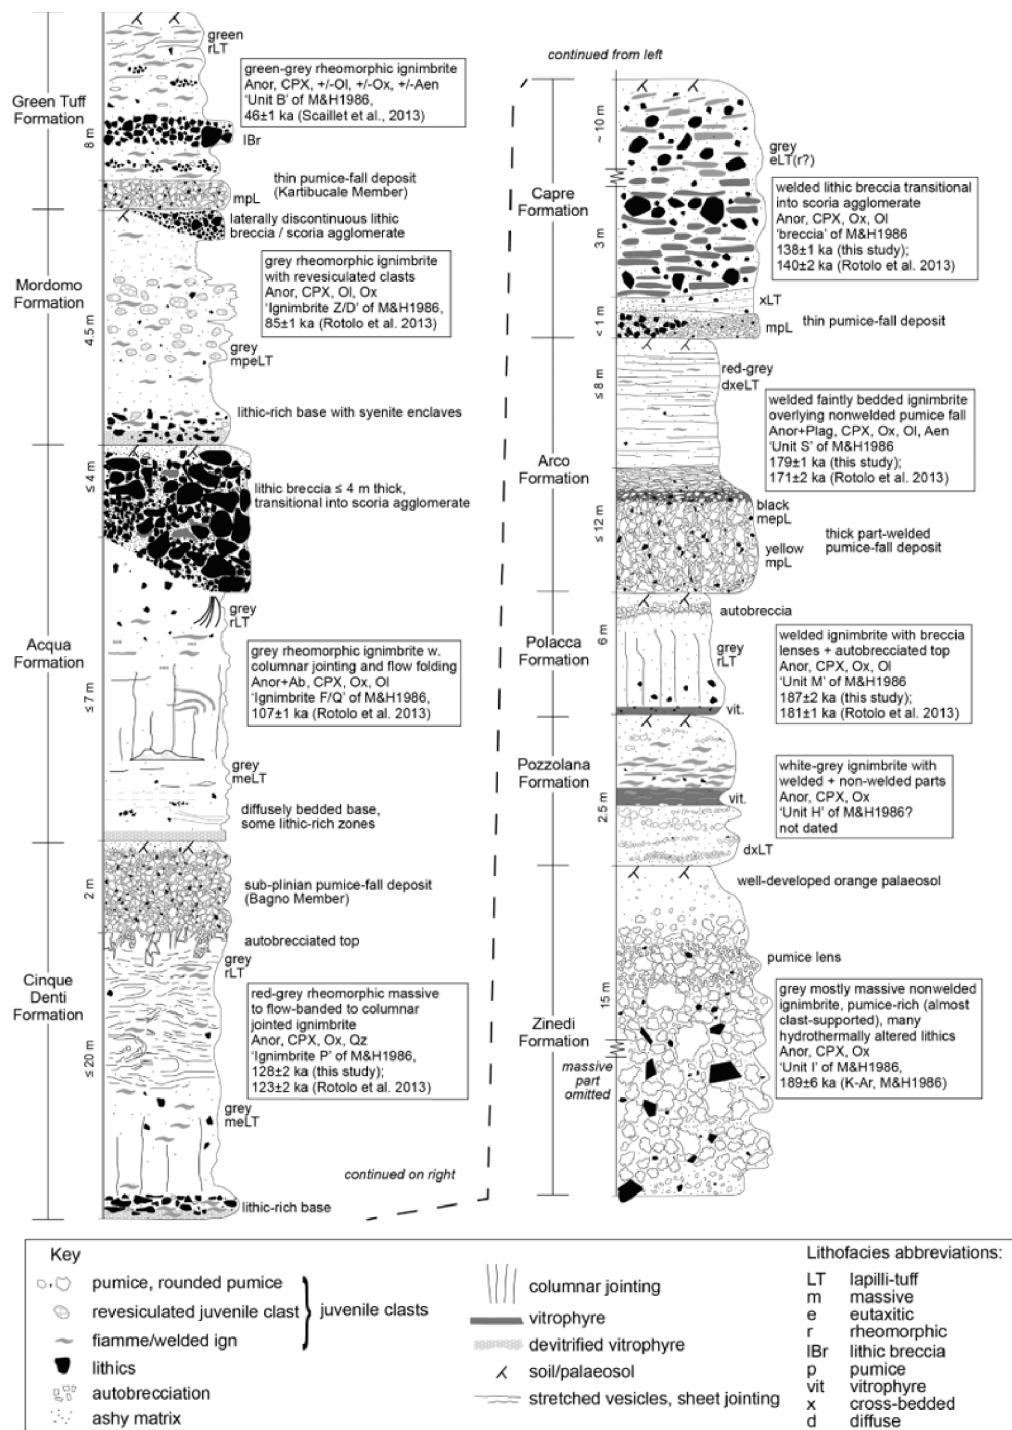 green
rLT
green-grey rheomorphic ignimbrite
Anor, CPX, +/-Ol, +/-Ox, +/-Aen
'Unit B' of M&H1986,
46±1 ka (Scaillet et al., 2013)
Green Tuff
Formation
8 m
lBr
thin pumice-fall deposit
(Kartibucale Member)
mpL
laterally discontinuous lithic
breccia / scoria agglomerate
grey rheomorphic ignimbrite
with revesiculated clasts
Anor, CPX, Ol, Ox
'Ignimbrite Z/D' of M&H1986,
85±1 ka (Rotolo et al. 2013)
Mordomo
Formation
4.5 m
grey
mpeLT
lithic-rich base with syenite enclaves
≤ 4 m
lithic breccia ≤ 4 m thick,
transitional into scoria agglomerate
grey
rLT
Acqua
Formation
grey rheomorphic ignimbrite w.
columnar jointing and flow folding
Anor+Ab, CPX, Ox, Ol
'Ignimbrite F/Q' of M&H1986,
107±1 ka (Rotolo et al. 2013)
≤ 7 m
grey
meLT
diffusely bedded base,
some lithic-rich zones
2 m
sub-plinian pumice-fall deposit
(Bagno Member)
autobrecciated top
grey
rLT
Cinque
Denti
Formation
red-grey rheomorphic massive
to flow-banded to columnar
jointed ignimbrite
Anor, CPX, Ox, Qz
'Ignimbrite P' of M&H1986,
128±2 ka (this study);
123±2 ka (Rotolo et al. 2013)
≤ 20 m
grey
meLT
continued on right
lithic-rich base
continued from left
~ 10 m
grey
eLT(r?)
Capre
Formation
welded lithic breccia transitional
into scoria agglomerate
Anor, CPX, Ox, Ol
'breccia' of M&H1986
138±1 ka (this study);
140±2 ka (Rotolo et al. 2013)
3 m
xLT
< 1 m
mpL
thin pumice-fall deposit
red-grey
dxeLT
≤ 8 m
welded faintly bedded ignimbrite
overlying nonwelded pumice fall
Anor+Plag, CPX, Ox, Ol, Aen
'Unit S' of M&H1986
179±1 ka (this study);
171±2 ka (Rotolo et al. 2013)
Arco
Formation
black
mepL
≤ 12 m
thick part-welded
pumice-fall deposit
yellow
mpL
autobreccia
6 m
Polacca
Formation
grey
rLT
welded ignimbrite with breccia
lenses + autobrecciated top
Anor, CPX, Ox, Ol
'Unit M' of M&H1986
187±2 ka (this study);
181±1 ka (Rotolo et al. 2013)
vit.
Pozzolana
Formation
2.5 m
white-grey ignimbrite with
welded + non-welded parts
Anor, CPX, Ox
'Unit H' of M&H1986?
not dated
vit.
dxLT
well-developed orange palaeosol
pumice lens
15 m
Zinedi
Formation
grey mostly massive nonwelded
ignimbrite, pumice-rich (almost
clast-supported), many
hydrothermally altered lithics
Anor, CPX, Ox
'Unit I' of M&H1986,
189±6 ka (K-Ar, M&H1986)
massive
part
omitted
Key
pumice, rounded pumice
revesiculated juvenile clast
fiamme/welded ign
juvenile clasts
lithics
autobrecciation
ashy matrix
columnar jointing
vitrophyre
devitrified vitrophyre
soil/palaeosol
stretched vesicles, sheet jointing
Lithofacies abbreviations:
LT lapilli-tuff
m massive
e eutaxitic
r rheomorphic
lBr lithic breccia
p pumice
vit vitrophyre
x cross-bedded
d diffuse